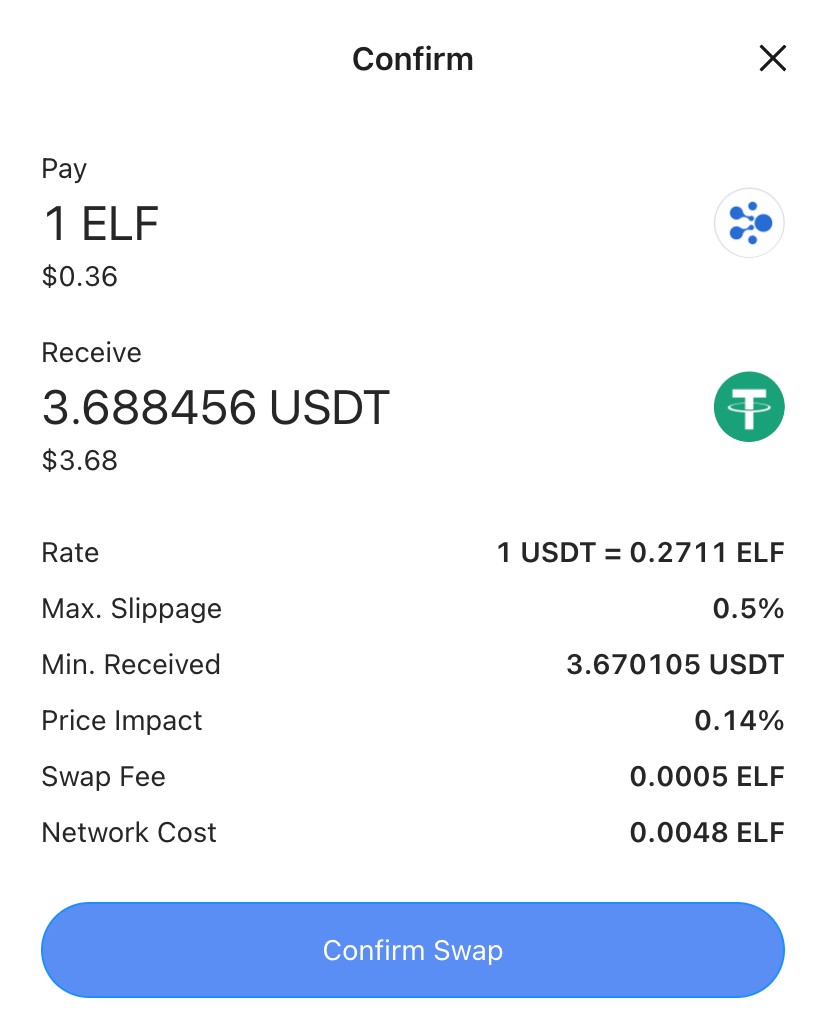 Confirm
Pay
1 ELF
$0.36
Receive
3.688456 USDT
$3.68
Rate 1 USDT = 0.2711 ELF
Max. Slippage 0.5%
Min. Received 3.670105 USDT
Price Impact 0.14%
Swap Fee 0.0005 ELF
Network Cost 0.0048 ELF
Confirm Swap